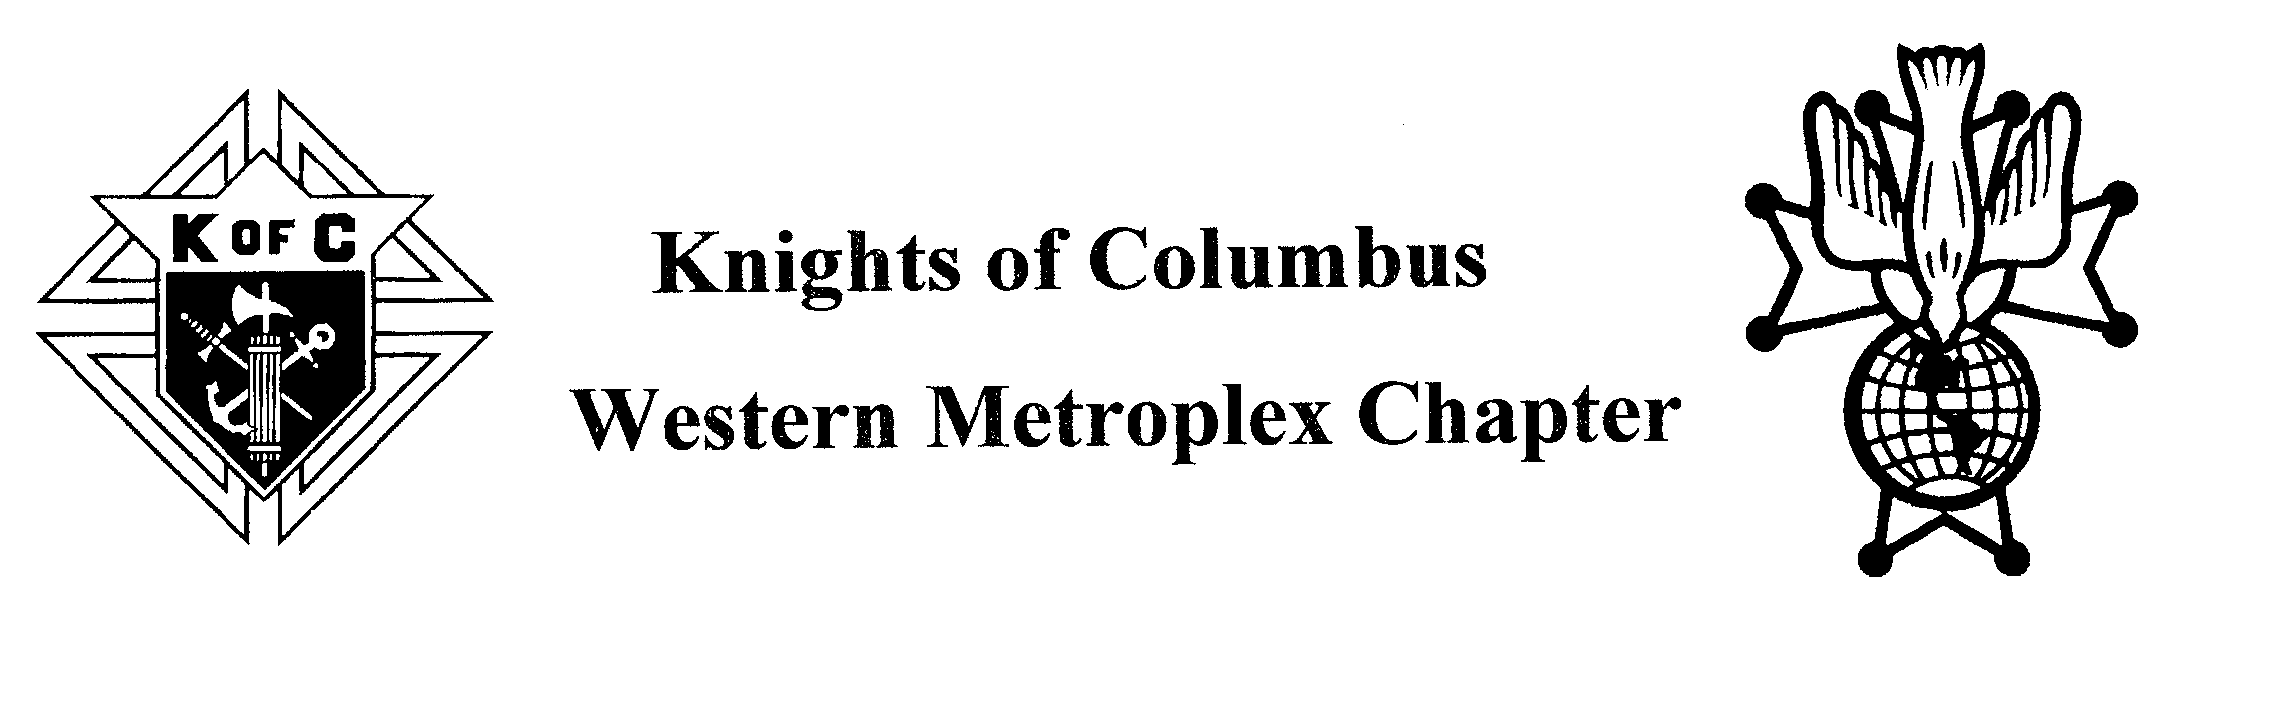 K OF C
Knights of Columbus
Western Metroplex Chapter